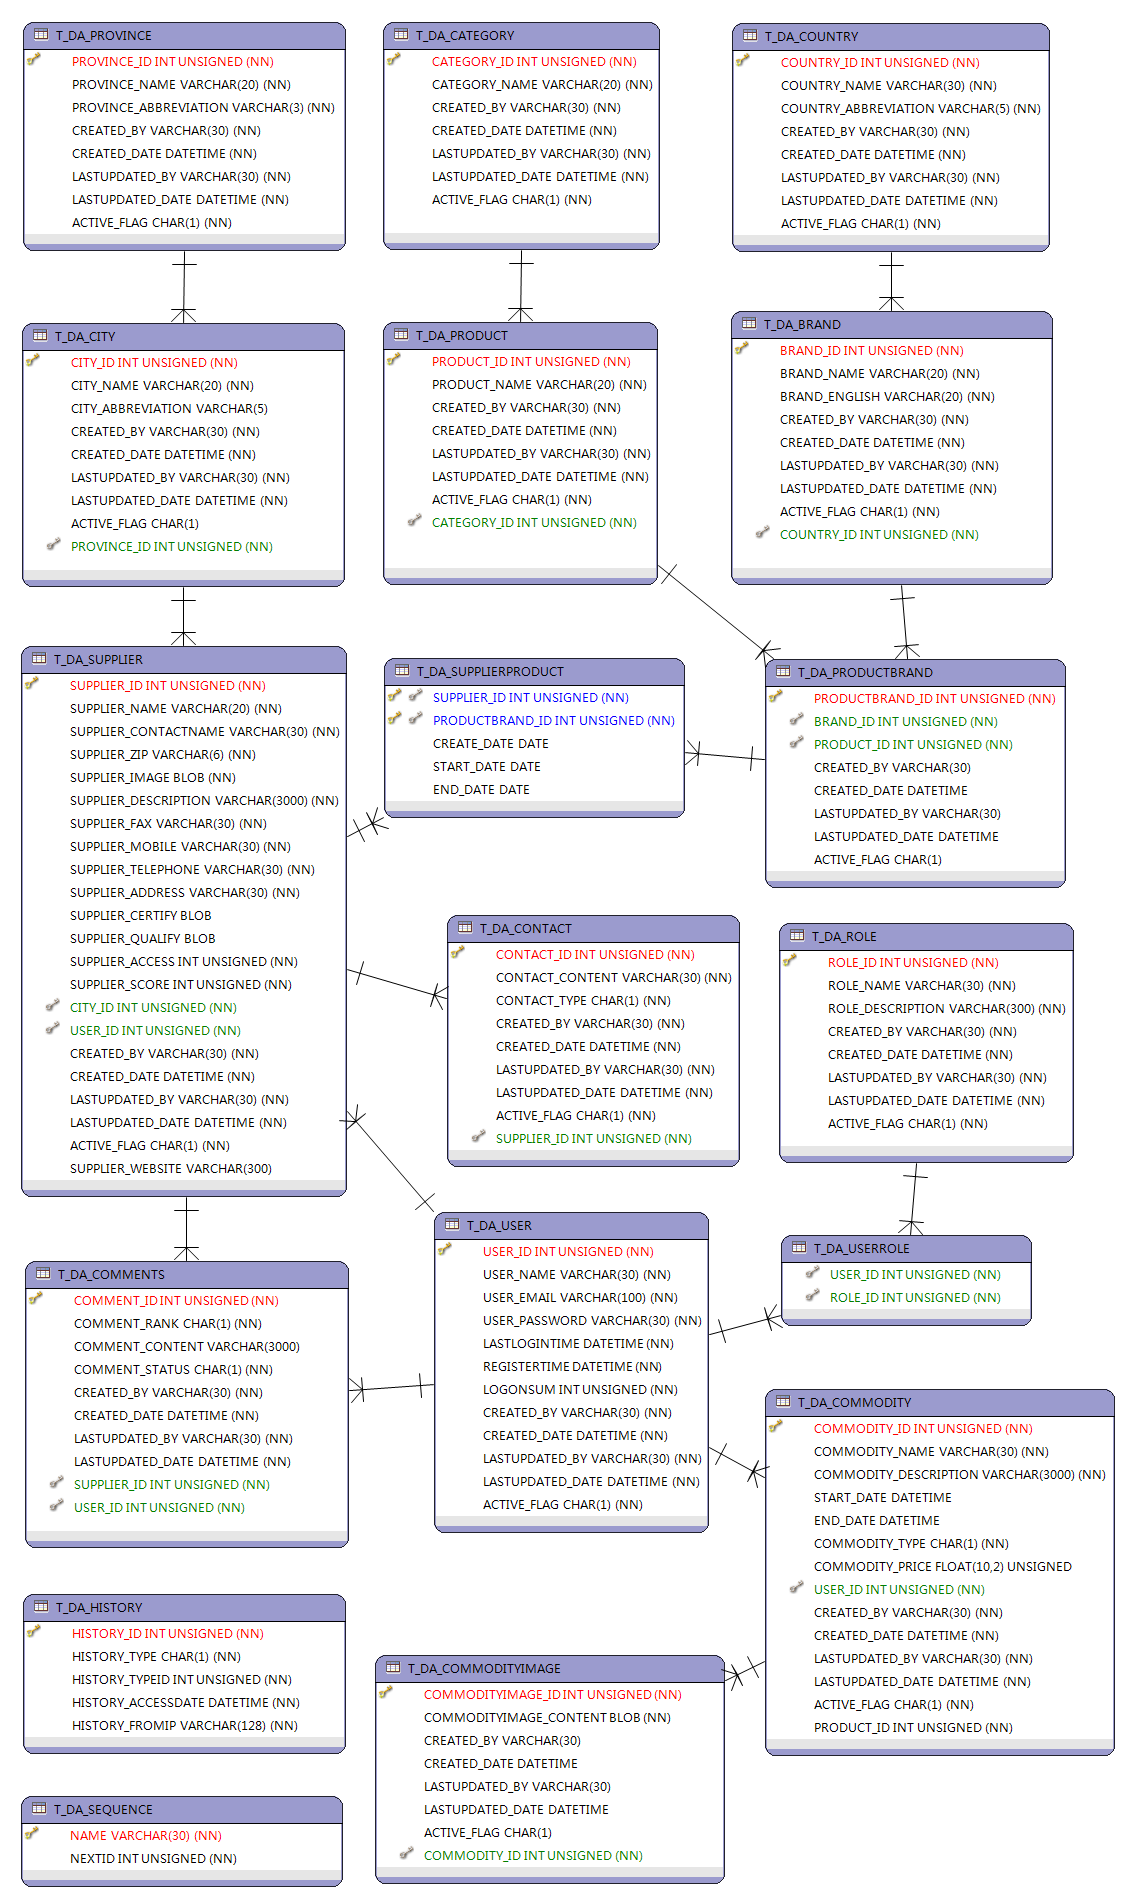 T_DA_PROVINCE
PROVINCE_ID INT UNSIGNED (NN)
PROVINCE_NAME VARCHAR(20) (NN)
PROVINCE_ABBREVIATION VARCHAR(3) (NN)
CREATED_BY VARCHAR(30) (NN)
CREATED_DATE DATETIME (NN)
LASTUPDATED_BY VARCHAR(30) (NN)
LASTUPDATED_DATE DATETIME (NN)
ACTIVE_FLAG CHAR(1) (NN)
T_DA_CATEGORY
CATEGORY_ID INT UNSIGNED (NN)
CATEGORY_NAME VARCHAR(20) (NN)
CREATED_BY VARCHAR(30) (NN)
CREATED_DATE DATETIME (NN)
LASTUPDATED_BY VARCHAR(30) (NN)
LASTUPDATED_DATE DATETIME (NN)
ACTIVE_FLAG CHAR(1) (NN)
T_DA_COUNTRY
COUNTRY_ID INT UNSIGNED (NN)
COUNTRY_NAME VARCHAR(30) (NN)
COUNTRY_ABBREVIATION VARCHAR(5) (NN)
CREATED_BY VARCHAR(30) (NN)
CREATED_DATE DATETIME (NN)
LASTUPDATED_BY VARCHAR(30) (NN)
LASTUPDATED_DATE DATETIME (NN)
ACTIVE_FLAG CHAR(1) (NN)
T_DA_CITY
CITY_ID INT UNSIGNED (NN)
CITY_NAME VARCHAR(20) (NN)
CITY_ABBREVIATION VARCHAR(5)
CREATED_BY VARCHAR(30) (NN)
CREATED_DATE DATETIME (NN)
LASTUPDATED_BY VARCHAR(30) (NN)
LASTUPDATED_DATE DATETIME (NN)
ACTIVE_FLAG CHAR(1)
PROVINCE_ID INT UNSIGNED (NN)
T_DA_PRODUCT
PRODUCT_ID INT UNSIGNED (NN)
PRODUCT_NAME VARCHAR(20) (NN)
CREATED_BY VARCHAR(30) (NN)
CREATED_DATE DATETIME (NN)
LASTUPDATED_BY VARCHAR(30) (NN)
LASTUPDATED_DATE DATETIME (NN)
ACTIVE_FLAG CHAR(1) (NN)
CATEGORY_ID INT UNSIGNED (NN)
T_DA_BRAND
BRAND_ID INT UNSIGNED (NN)
BRAND_NAME VARCHAR(20) (NN)
BRAND_ENGLISH VARCHAR(20) (NN)
CREATED_BY VARCHAR(30) (NN)
CREATED_DATE DATETIME (NN)
LASTUPDATED_BY VARCHAR(30) (NN)
LASTUPDATED_DATE DATETIME (NN)
ACTIVE_FLAG CHAR(1) (NN)
COUNTRY_ID INT UNSIGNED (NN)
T_DA_SUPPLIER
SUPPLIER_ID INT UNSIGNED (NN)
SUPPLIER_NAME VARCHAR(20) (NN)
SUPPLIER_CONTACTNAME VARCHAR(30) (NN)
SUPPLIER_ZIP VARCHAR(6) (NN)
SUPPLIER_IMAGE BLOB (NN)
SUPPLIER_DESCRIPTION VARCHAR(3000) (NN)
SUPPLIER_FAX VARCHAR(30) (NN)
SUPPLIER_MOBILE VARCHAR(30) (NN)
SUPPLIER_TELEPHONE VARCHAR(30) (NN)
SUPPLIER_ADDRESS VARCHAR(30) (NN)
SUPPLIER_CERTIFY BLOB
SUPPLIER_QUALIFY BLOB
SUPPLIER_ACCESS INT UNSIGNED (NN)
SUPPLIER_SCORE INT UNSIGNED (NN)
CITY_ID INT UNSIGNED (NN)
USER_ID INT UNSIGNED (NN)
CREATED_BY VARCHAR(30) (NN)
CREATED_DATE DATETIME (NN)
LASTUPDATED_BY VARCHAR(30) (NN)
LASTUPDATED_DATE DATETIME (NN)
ACTIVE_FLAG CHAR(1) (NN)
SUPPLIER_WEBSITE VARCHAR(300)
T_DA_SUPPLIERPRODUCT
SUPPLIER_ID INT UNSIGNED (NN)
PRODUCTBRAND_ID INT UNSIGNED (NN)
CREATE_DATE DATE
START_DATE DATE
END_DATE DATE
T_DA_PRODUCTBRAND
PRODUCTBRAND_ID INT UNSIGNED (NN)
BRAND_ID INT UNSIGNED (NN)
PRODUCT_ID INT UNSIGNED (NN)
CREATED_BY VARCHAR(30)
CREATED_DATE DATETIME
LASTUPDATED_BY VARCHAR(30)
LASTUPDATED_DATE DATETIME
ACTIVE_FLAG CHAR(1)
T_DA_CONTACT
CONTACT_ID INT UNSIGNED (NN)
CONTACT_CONTENT VARCHAR(30) (NN)
CONTACT_TYPE CHAR(1) (NN)
CREATED_BY VARCHAR(30) (NN)
CREATED_DATE DATETIME (NN)
LASTUPDATED_BY VARCHAR(30) (NN)
LASTUPDATED_DATE DATETIME (NN)
ACTIVE_FLAG CHAR(1) (NN)
SUPPLIER_ID INT UNSIGNED (NN)
T_DA_ROLE
ROLE_ID INT UNSIGNED (NN)
ROLE_NAME VARCHAR(30) (NN)
ROLE_DESCRIPTION VARCHAR(300) (NN)
CREATED_BY VARCHAR(30) (NN)
CREATED_DATE DATETIME (NN)
LASTUPDATED_BY VARCHAR(30) (NN)
LASTUPDATED_DATE DATETIME (NN)
ACTIVE_FLAG CHAR(1) (NN)
T_DA_COMMENTS
COMMENT_ID INT UNSIGNED (NN)
COMMENT_RANK CHAR(1) (NN)
COMMENT_CONTENT VARCHAR(3000)
COMMENT_STATUS CHAR(1) (NN)
CREATED_BY VARCHAR(30) (NN)
CREATED_DATE DATETIME (NN)
LASTUPDATED_BY VARCHAR(30) (NN)
LASTUPDATED_DATE DATETIME (NN)
SUPPLIER_ID INT UNSIGNED (NN)
USER_ID INT UNSIGNED (NN)
T_DA_USER
USER_ID INT UNSIGNED (NN)
USER_NAME VARCHAR(30) (NN)
USER_EMAIL VARCHAR(100) (NN)
USER_PASSWORD VARCHAR(30) (NN)
LASTLOGINTIME DATETIME (NN)
REGISTERTIME DATETIME (NN)
LOGONSUM INT UNSIGNED (NN)
CREATED_BY VARCHAR(30) (NN)
CREATED_DATE DATETIME (NN)
LASTUPDATED_BY VARCHAR(30) (NN)
LASTUPDATED_DATE DATETIME (NN)
ACTIVE_FLAG CHAR(1) (NN)
T_DA_USERROLE
USER_ID INT UNSIGNED (NN)
ROLE_ID INT UNSIGNED (NN)
T_DA_COMMODITY
COMMODITY_ID INT UNSIGNED (NN)
COMMODITY_NAME VARCHAR(30) (NN)
COMMODITY_DESCRIPTION VARCHAR(3000) (NN)
START_DATE DATETIME
END_DATE DATETIME
COMMODITY_TYPE CHAR(1) (NN)
COMMODITY_PRICE FLOAT(10,2) UNSIGNED
USER_ID INT UNSIGNED (NN)
CREATED_BY VARCHAR(30) (NN)
CREATED_DATE DATETIME (NN)
LASTUPDATED_BY VARCHAR(30) (NN)
LASTUPDATED_DATE DATETIME (NN)
ACTIVE_FLAG CHAR(1) (NN)
PRODUCT_ID INT UNSIGNED (NN)
T_DA_HISTORY
HISTORY_ID INT UNSIGNED (NN)
HISTORY_TYPE CHAR(1) (NN)
HISTORY_TYPEID INT UNSIGNED (NN)
HISTORY_ACCESSDATE DATETIME (NN)
HISTORY_FROMIP VARCHAR(128) (NN)
T_DA_COMMODITYIMAGE
COMMODITYIMAGE_ID INT UNSIGNED (NN)
COMMODITYIMAGE_CONTENT BLOB (NN)
CREATED_BY VARCHAR(30)
CREATED_DATE DATETIME
LASTUPDATED_BY VARCHAR(30)
LASTUPDATED_DATE DATETIME
ACTIVE_FLAG CHAR(1)
COMMODITY_ID INT UNSIGNED (NN)
T_DA_SEQUENCE
NAME VARCHAR(30) (NN)
NEXTID INT UNSIGNED (NN)